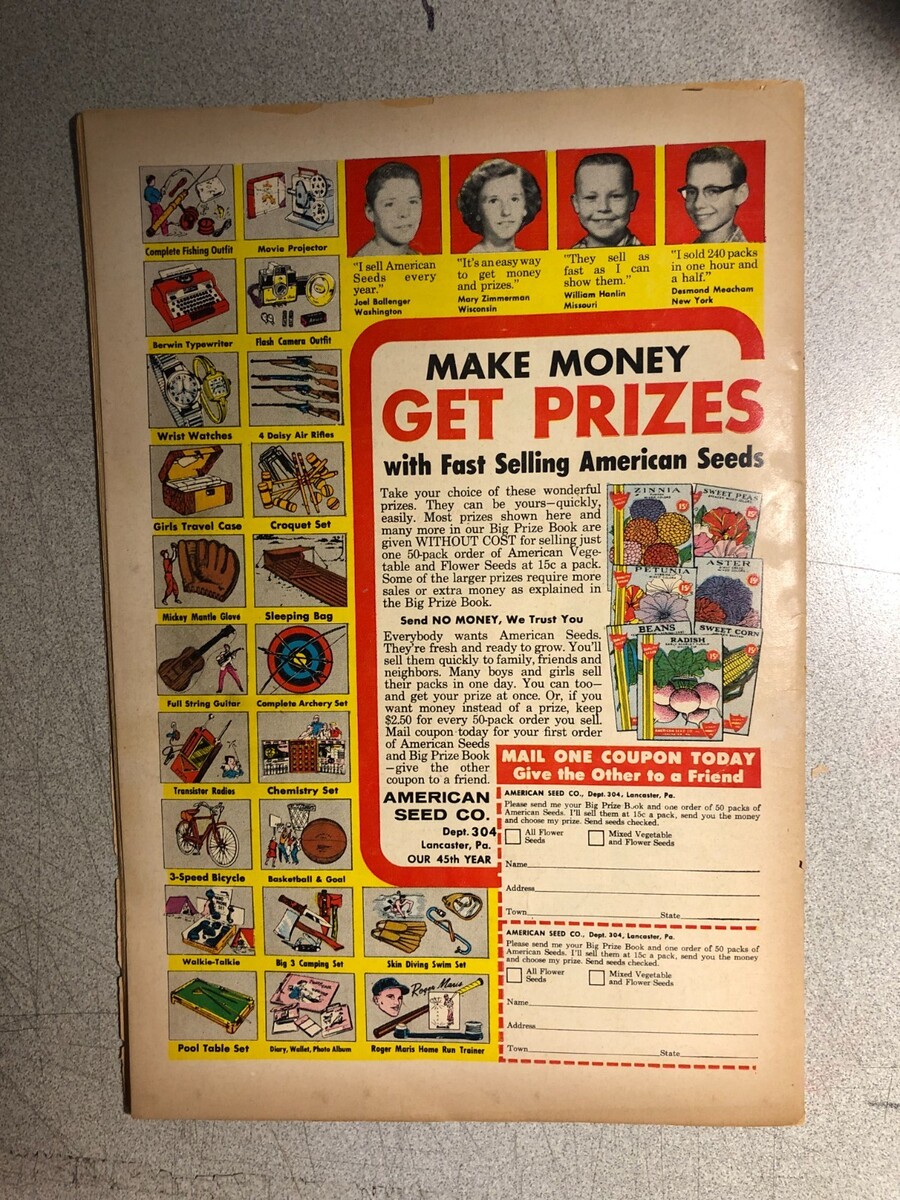 Complete Fishing Outfit
Movie Projector
Berwin Typewriter
Flash Camera Outfit
Wrist Watches
4 Daisy Air Rifles
Girls Travel Case
Croquet Set
Mickey Mantle Glove
Sleeping Bag
Full String Guitar
Complete Archery Set
Transistor Radios
Chemistry Set
3-Speed Bicycle
Basketball & Goal
Walkie-Talkie
Big 3 Camping Set
Skin Diving Swim Set
Pool Table Set
Diary, Wallet, Photo Album
Roger Maris
Roger Maris Home Run Trainer
"I sell American
Seeds every
year."
Joel Ballenger
Washington
"It's an easy way
to get money
and prizes."
Mary Zimmerman
Wisconsin
"They sell as
fast as I can
show them."
William Hanlin
Missouri
"I sold 240 packs
in one hour and
a half."
Desmond Meacham
New York
MAKE MONEY
GET PRIZES
with Fast Selling American Seeds
Take your choice of these wonderful
prizes. They can be yours—quickly,
easily. Most prizes shown here and
many more in our Big Prize Book are
given WITHOUT COST for selling just
one 50-pack order of American Vege-
table and Flower Seeds at 15c a pack.
Some of the larger prizes require more
sales or extra money as explained in
the Big Prize Book.
Send NO MONEY, We Trust You
Everybody wants American Seeds.
They're fresh and ready to grow. You'll
sell them quickly to family, friends and
neighbors. Many boys and girls sell
their packs in one day. You can too—
and get your prize at once. Or, if you
want money instead of a prize, keep
$2.50 for every 50-pack order you sell.
Mail coupon today for your first order
of American Seeds
and Big Prize Book
—give the other
coupon to a friend.
AMERICAN
SEED CO.
Dept. 304
Lancaster, Pa.
OUR 45th YEAR
ZINNIA
15¢
SWEET PEAS
15¢
PETUNIA
15¢
ASTER
15¢
BEANS
SWEET CORN
RADISH
15¢
MAIL ONE COUPON TODAY
Give the Other to a Friend
AMERICAN SEED CO., Dept. 304, Lancaster, Pa.
Please send me your Big Prize Book and one order of 50 packs of
American Seeds. I'll sell them at 15c a pack, send you the money
and choose my prize. Send seeds checked.
All Flower
Seeds
Mixed Vegetable
and Flower Seeds
Name
Address
Town State
AMERICAN SEED CO., Dept. 304, Lancaster, Pa.
Please send me your Big Prize Book and one order of 50 packs of
American Seeds. I'll sell them at 15c a pack, send you the money
and choose my prize. Send seeds checked.
All Flower
Seeds
Mixed Vegetable
and Flower Seeds
Name
Address
Town State